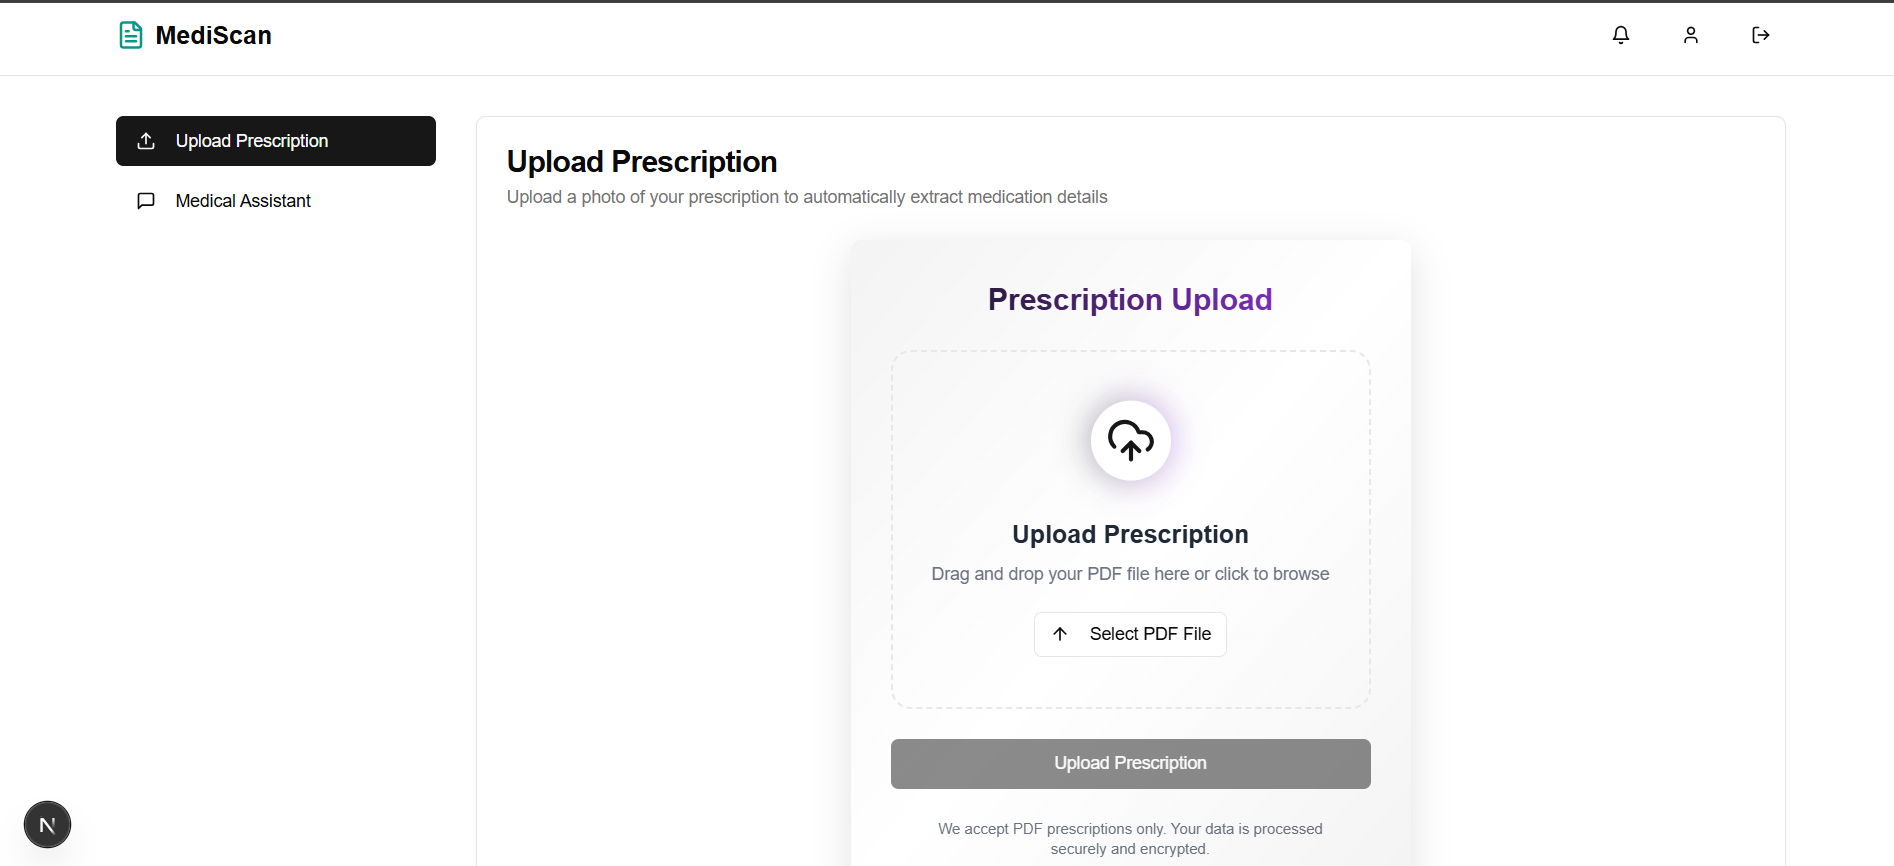 MediScan
Upload Prescription
Medical Assistant
Upload Prescription
Upload a photo of your prescription to automatically extract medication details
Prescription Upload
Upload Prescription
Drag and drop your PDF file here or click to browse
Select PDF File
Upload Prescription
We accept PDF prescriptions only. Your data is processed
securely and encrypted.
N